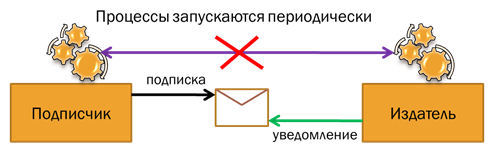 Процессы запускаются периодически
подписка
Подписчик
Издатель
уведомление